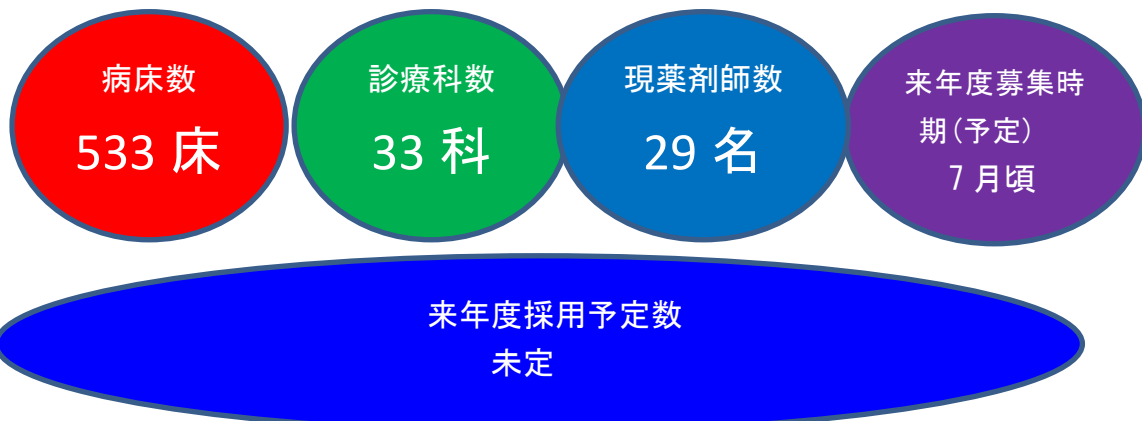 病床数
533 床
診療科数
33 科
現薬剤師数
29 名
来年度募集時
期(予定)
7 月頃
来年度採用予定数
未定